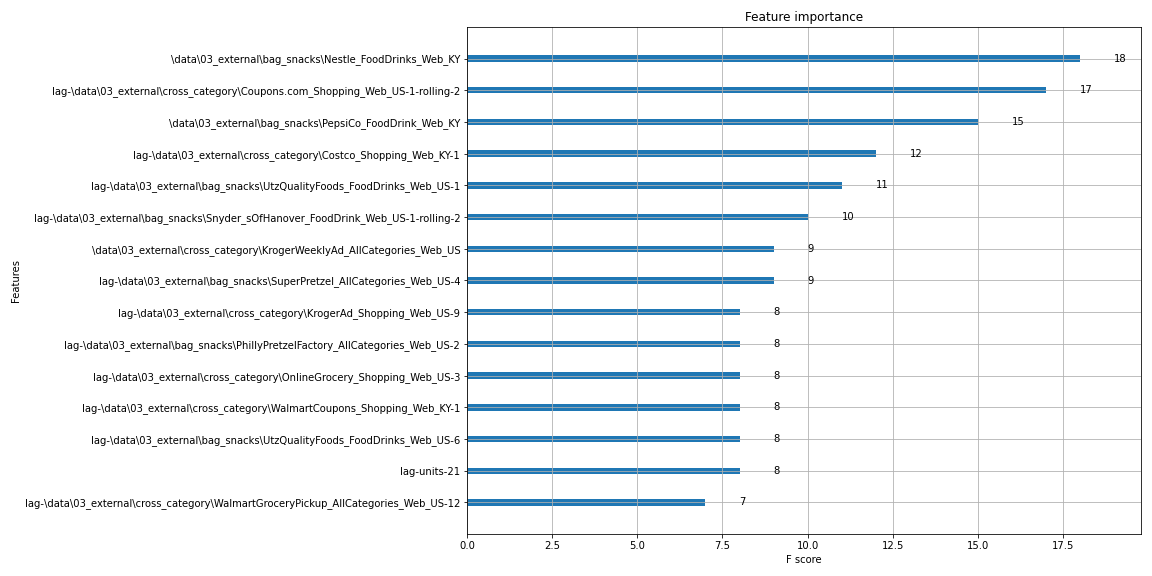 Feature importance
\data\03_external\bag_snacks\Nestle_FoodDrinks_Web_KY 18
lag-\data\03_external\cross_category\Coupons.com_Shopping_Web_US-1-rolling-2 17
\data\03_external\bag_snacks\PepsiCo_FoodDrink_Web_KY 15
lag-\data\03_external\cross_category\Costco_Shopping_Web_KY-1 12
lag-\data\03_external\bag_snacks\UtzQualityFoods_FoodDrinks_Web_US-1 11
lag-\data\03_external\bag_snacks\Snyder_sOfHanover_FoodDrink_Web_US-1-rolling-2 10
\data\03_external\cross_category\KrogerWeeklyAd_AllCategories_Web_US 9
lag-\data\03_external\bag_snacks\SuperPretzel_AllCategories_Web_US-4 9
lag-\data\03_external\cross_category\KrogerAd_Shopping_Web_US-9 8
lag-\data\03_external\bag_snacks\PhillyPretzelFactory_AllCategories_Web_US-2 8
lag-\data\03_external\cross_category\OnlineGrocery_Shopping_Web_US-3 8
lag-\data\03_external\cross_category\WalmartCoupons_Shopping_Web_KY-1 8
lag-\data\03_external\bag_snacks\UtzQualityFoods_FoodDrinks_Web_US-6 8
lag-units-21 8
lag-\data\03_external\cross_category\WalmartGroceryPickup_AllCategories_Web_US-12 7
Features
0.0 2.5 5.0 7.5 10.0 12.5 15.0 17.5
F score